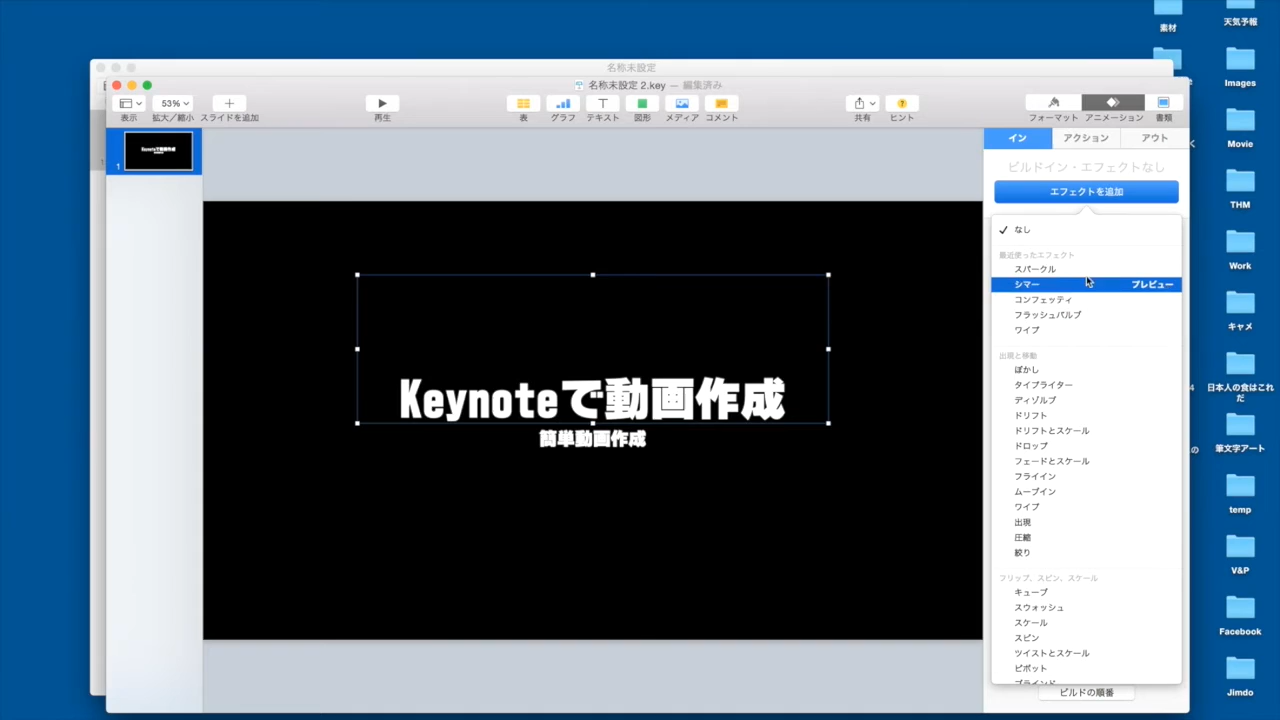 素材
天気予報
名称未設定
名称未設定 2.key — 編集済み
Images
53%
表示
拡大／縮小
スライドを追加
再生
表
グラフ
テキスト
図形
メディア
コメント
共有
ヒント
フォーマット
アニメーション
書類
イン
アクション
アウト
Movie
1
ビルドイン・エフェクトなし
エフェクトを追加
THM
✓ なし
最近使ったエフェクト
スパークル
シマー プレビュー
コンフェッティ
フラッシュバルブ
ワイプ
Work
キャメ
出現と移動
ぼかし
タイプライター
ディゾルブ
ドリフト
ドリフトとスケール
ドロップ
フェードとスケール
フライイン
ムーブイン
ワイプ
出現
圧縮
絞り
日本人の食はこれ
だ
Keynoteで動画作成
簡単動画作成
筆文字アート
フリップ、スピン、スケール
キューブ
スウォッシュ
スケール
スピン
ツイストとスケール
ピボット
ブラインド
ビルドの順番
temp
V&P
Facebook
Jimdo